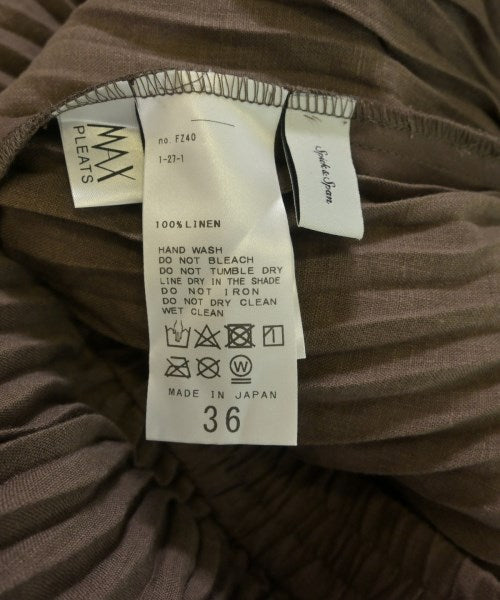 MAX
PLEATS
no. FZ40
1-27-1
100% LINEN
HAND WASH
DO NOT BLEACH
DO NOT TUMBLE DRY
LINE DRY IN THE SHADE
DO NOT IRON
DO NOT DRY CLEAN
WET CLEAN
W
MADE IN JAPAN
36
Spick & Span